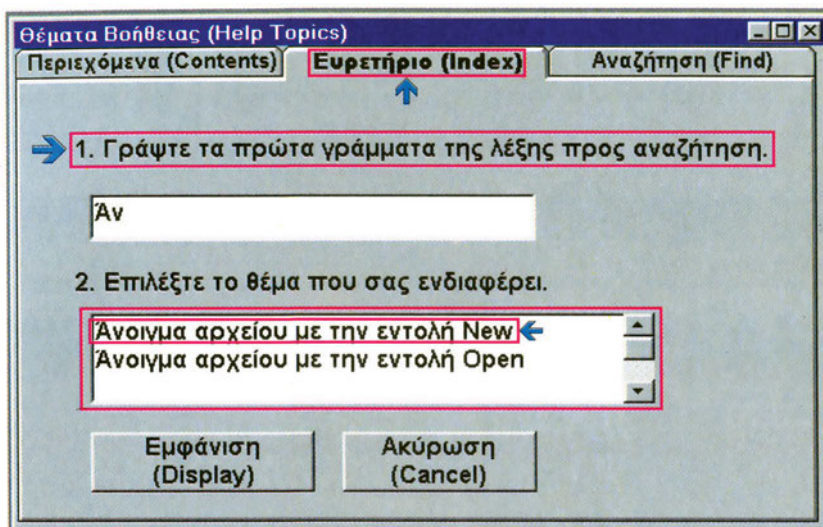 Θέματα Βοήθειας (Help Topics)
Περιεχόμενα (Contents) Ευρετήριο (Index) Αναζήτηση (Find)
1. Γράψτε τα πρώτα γράμματα της λέξης προς αναζήτηση.
Άν
2. Επιλέξτε το θέμα που σας ενδιαφέρει.
Άνοιγμα αρχείου με την εντολή New
Άνοιγμα αρχείου με την εντολή Open
Εμφάνιση Ακύρωση
(Display) (Cancel)